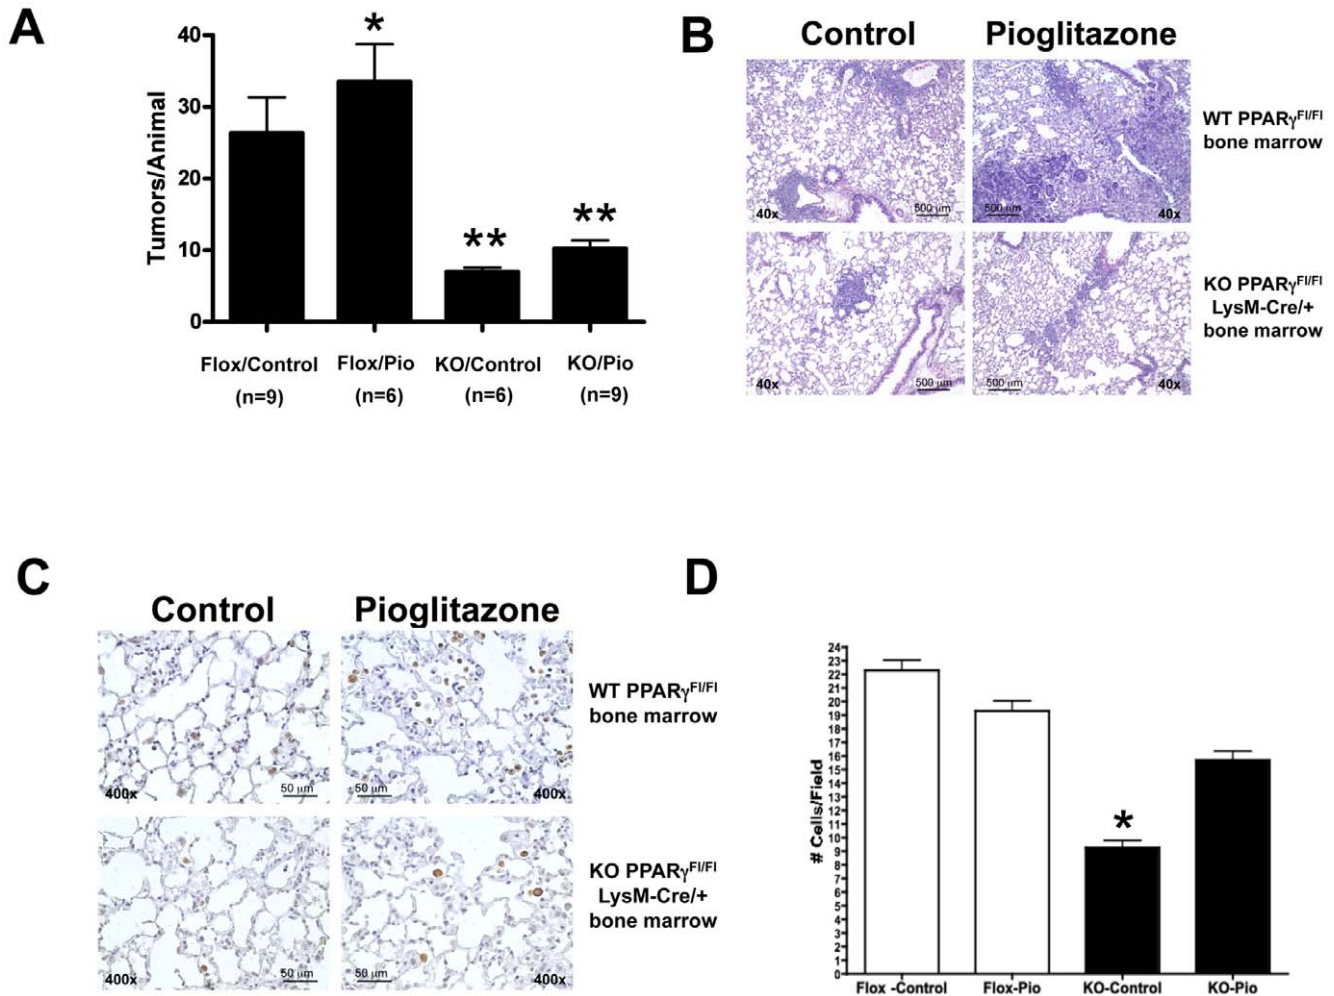 A
Tumors/Animal
40
30
20
10
0
*
**
**
Flox/Control
(n=9)
Flox/Pio
(n=6)
KO/Control
(n=6)
KO/Pio
(n=9)
B
Control
Pioglitazone
WT PPARγFl/Fl
bone marrow
40x
500 μm
500 μm
40x
KO PPARγFl/Fl
LysM-Cre/+
bone marrow
40x
500 μm
500 μm
40x
C
Control
Pioglitazone
WT PPARγFl/Fl
bone marrow
400x
50 μm
50 μm
400x
KO PPARγFl/Fl
LysM-Cre/+
bone marrow
400x
50 μm
50 μm
400x
D
# Cells/Field
24
23
22
21
20
19
18
17
16
15
14
13
12
11
10
9
8
7
6
5
4
3
2
1
0
*
Flox -Control
Flox-Pio
KO-Control
KO-Pio